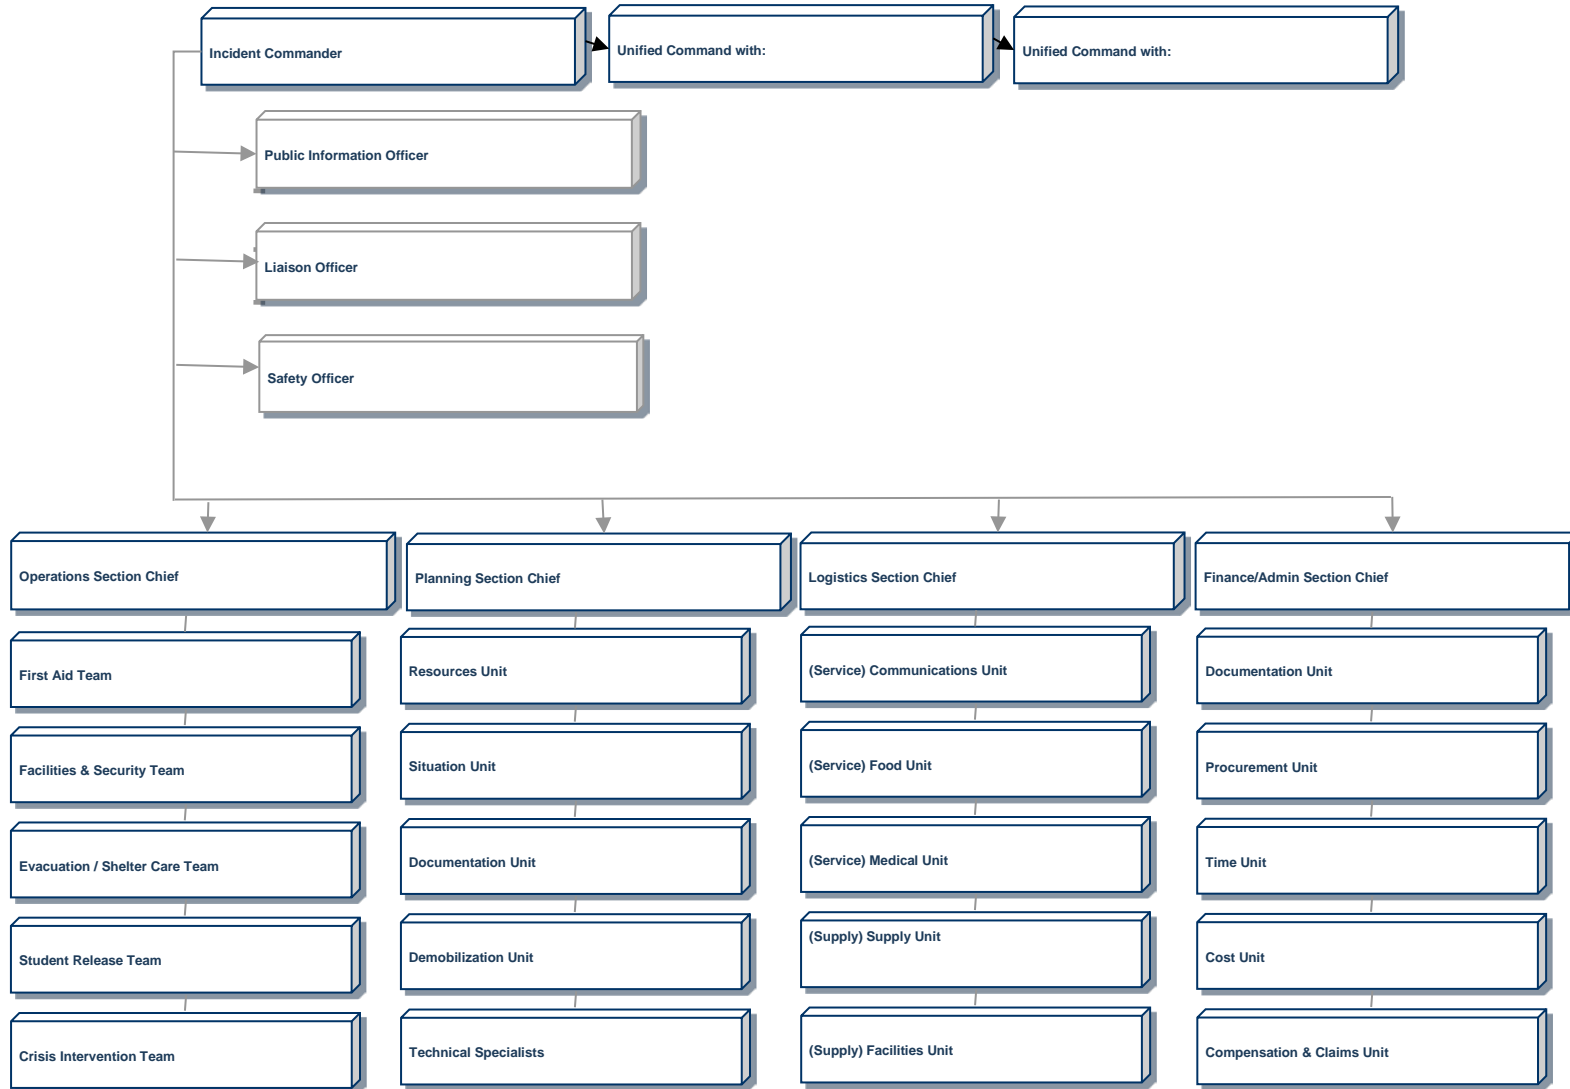 Incident Commander
Unified Command with:
Unified Command with:
Public Information Officer
Liaison Officer
Safety Officer
Operations Section Chief
Planning Section Chief
Logistics Section Chief
Finance/Admin Section Chief
First Aid Team
Resources Unit
(Service) Communications Unit
Documentation Unit
Facilities & Security Team
Situation Unit
(Service) Food Unit
Procurement Unit
Evacuation / Shelter Care Team
Documentation Unit
(Service) Medical Unit
Time Unit
Student Release Team
Demobilization Unit
(Supply) Supply Unit
Cost Unit
Crisis Intervention Team
Technical Specialists
(Supply) Facilities Unit
Compensation & Claims Unit